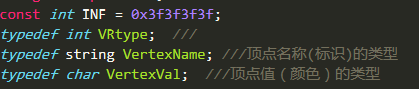 const int INF = 0x3f3f3f3f;
typedef int VRtype;  ///
typedef string VertexName; ///顶点名称(标识)的类型
typedef char VertexVal;  ///顶点值（颜色）的类型